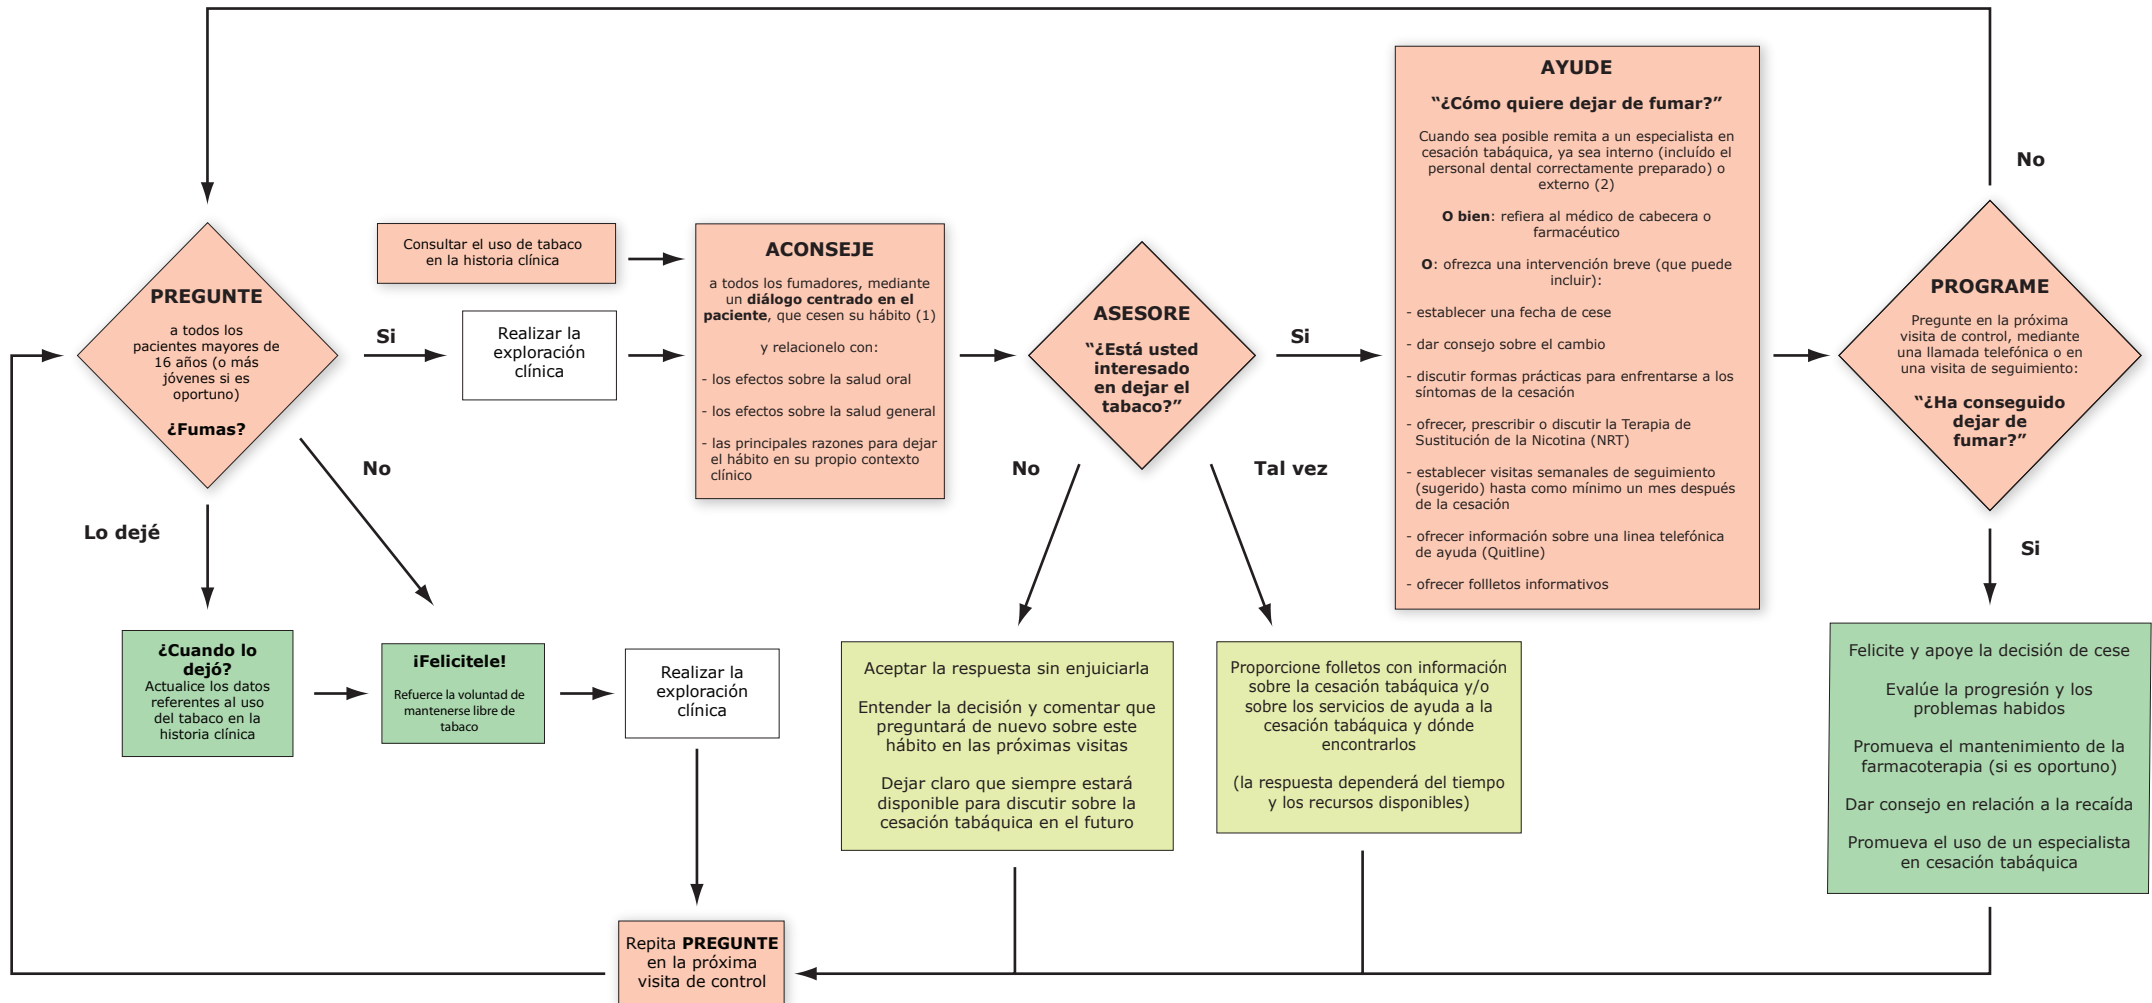 PREGUNTE
a todos los
pacientes mayores de
16 años (o más
jóvenes si es
oportuno)
¿Fumas?
Si
No
Lo dejé
Consultar el uso de tabaco
en la historia clínica
Realizar la
exploración
clínica
ACONSEJE
a todos los fumadores, mediante
un diálogo centrado en el
paciente, que cesen su hábito (1)
y relacionelo con:
- los efectos sobre la salud oral
- los efectos sobre la salud general
- las principales razones para dejar
el hábito en su propio contexto
clínico
ASESORE
“¿Está usted
interesado
en dejar el
tabaco?”
Si
No
Tal vez
AYUDE
“¿Cómo quiere dejar de fumar?”
Cuando sea posible remita a un especialista en
cesación tabáquica, ya sea interno (incluído el
personal dental correctamente preparado) o
externo (2)
O bien: refiera al médico de cabecera o
farmacéutico
O: ofrezca una intervención breve (que puede
incluir):
- establecer una fecha de cese
- dar consejo sobre el cambio
- discutir formas prácticas para enfrentarse a los
síntomas de la cesación
- ofrecer, prescribir o discutir la Terapia de
Sustitución de la Nicotina (NRT)
- establecer visitas semanales de seguimiento
(sugerido) hasta como mínimo un mes después
de la cesación
- ofrecer información sobre una linea telefónica
de ayuda (Quitline)
- ofrecer follletos informativos
No
PROGRAME
Pregunte en la próxima
visita de control, mediante
una llamada telefónica o en
una visita de seguimiento:
“¿Ha conseguido
dejar de
fumar?”
Si
¿Cuando lo
dejó?
Actualice los datos
referentes al uso
del tabaco en la
historia clínica
¡Felicitele!
Refuerce la voluntad de
mantenerse libre de
tabaco
Realizar la
exploración
clínica
Aceptar la respuesta sin enjuiciarla
Entender la decisión y comentar que
preguntará de nuevo sobre este
hábito en las próximas visitas
Dejar claro que siempre estará
disponible para discutir sobre la
cesación tabáquica en el futuro
Proporcione folletos con información
sobre la cesación tabáquica y/o
sobre los servicios de ayuda a la
cesación tabáquica y dónde
encontrarlos
(la respuesta dependerá del tiempo
y los recursos disponibles)
Felicite y apoye la decisión de cese
Evalúe la progresión y los
problemas habidos
Promueva el mantenimiento de la
farmacoterapia (si es oportuno)
Dar consejo en relación a la recaída
Promueva el uso de un especialista
en cesación tabáquica
Repita PREGUNTE
en la próxima
visita de control